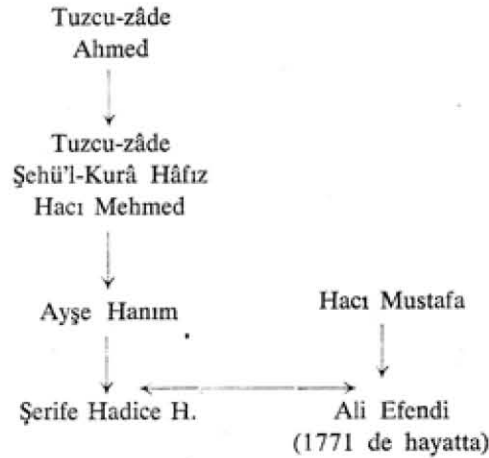 Tuzcu-zâde
Ahmed
Tuzcu-zâde
Şehü'l-Kurâ Hâfız
Hacı Mehmed
Ayşe Hanım
Hacı Mustafa
Şerife Hadice H.
Ali Efendi
(1771 de hayatta)